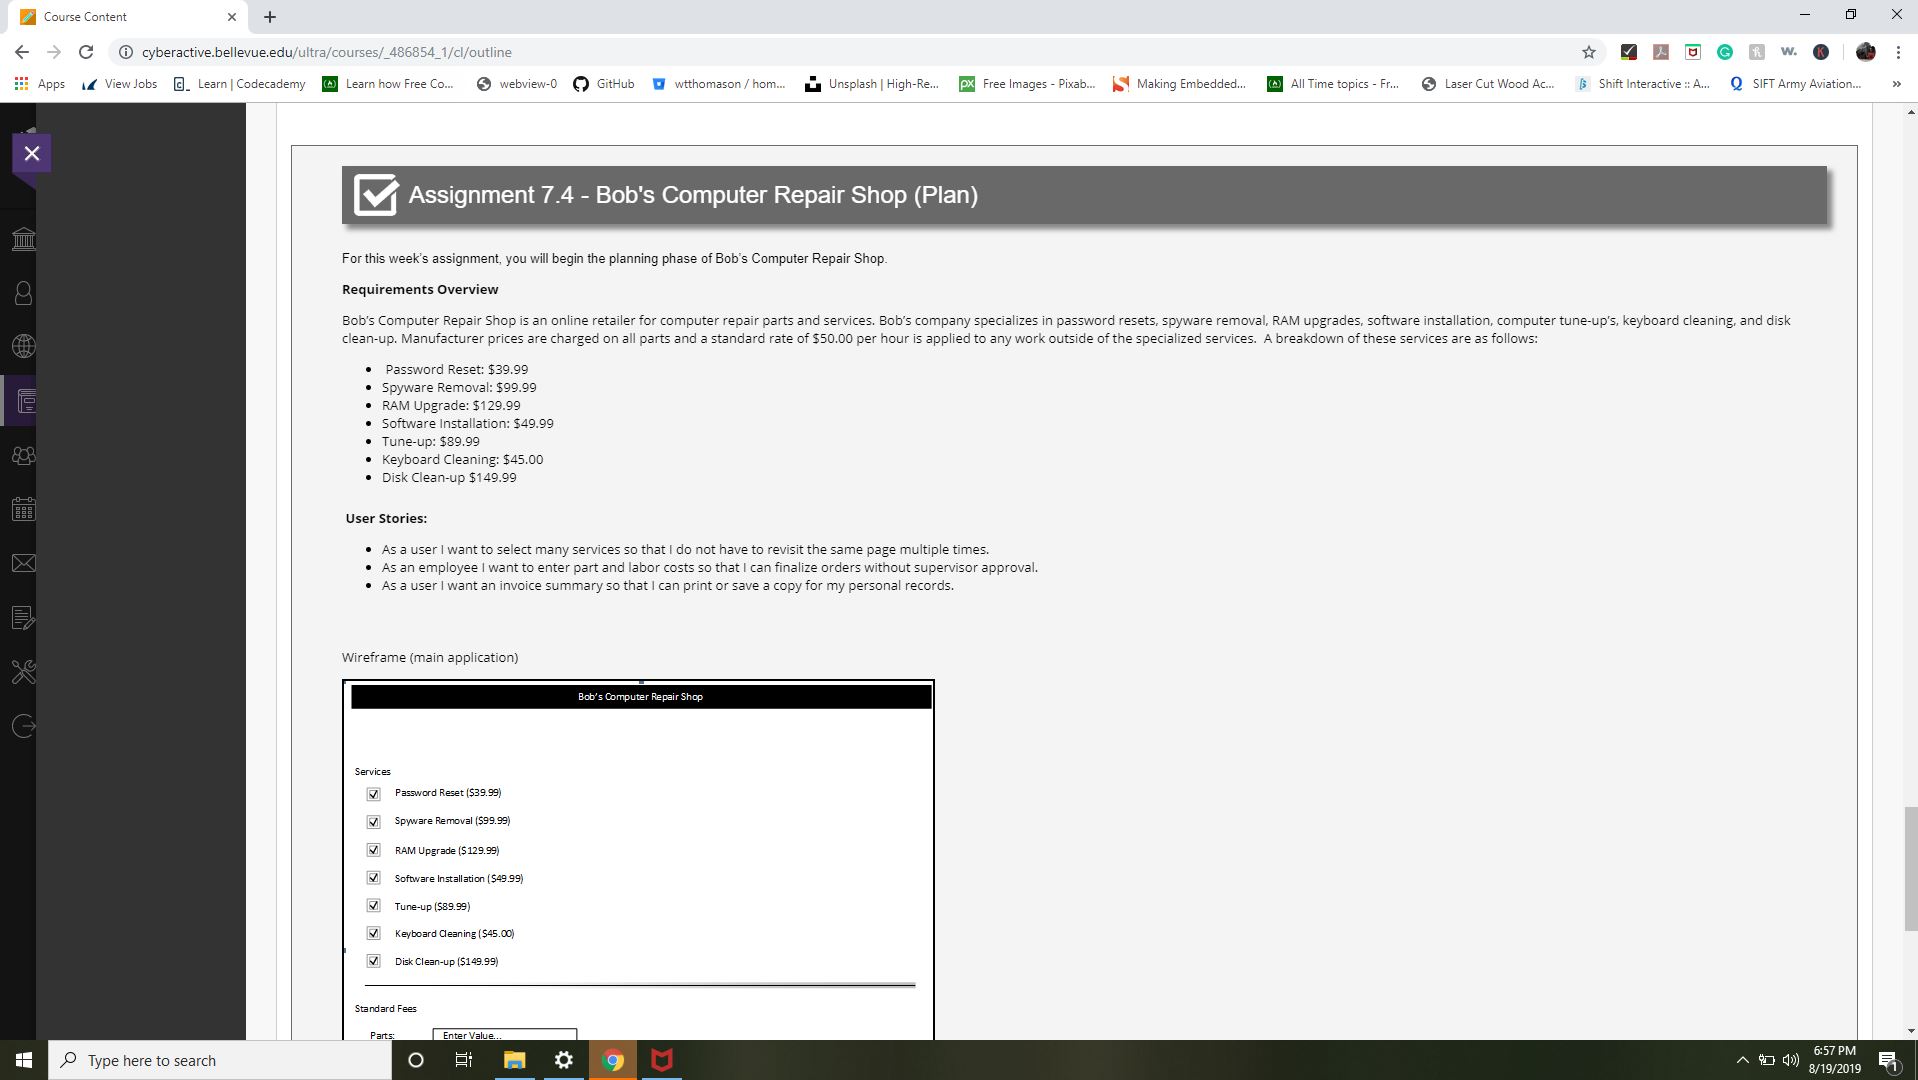 Course Content
cyberactive.bellevue.edu/ultra/courses/_486854_1/cl/outline
Apps View Jobs Learn | Codecademy Learn how Free Co... webview-0 GitHub wtthomason / hom... Unsplash | High-Re... Free Images - Pixab... Making Embedded... All Time topics - Fr... Laser Cut Wood Ac... Shift Interactive :: A... SIFT Army Aviation...
Assignment 7.4 - Bob's Computer Repair Shop (Plan)
For this week's assignment, you will begin the planning phase of Bob's Computer Repair Shop.
Requirements Overview
Bob's Computer Repair Shop is an online retailer for computer repair parts and services. Bob's company specializes in password resets, spyware removal, RAM upgrades, software installation, computer tune-up's, keyboard cleaning, and disk
clean-up. Manufacturer prices are charged on all parts and a standard rate of $50.00 per hour is applied to any work outside of the specialized services.  A breakdown of these services are as follows:
• Password Reset: $39.99
• Spyware Removal: $99.99
• RAM Upgrade: $129.99
• Software Installation: $49.99
• Tune-up: $89.99
• Keyboard Cleaning: $45.00
• Disk Clean-up $149.99
User Stories:
• As a user I want to select many services so that I do not have to revisit the same page multiple times.
• As an employee I want to enter part and labor costs so that I can finalize orders without supervisor approval.
• As a user I want an invoice summary so that I can print or save a copy for my personal records.
Wireframe (main application)
Bob's Computer Repair Shop
Services
Password Reset ($39.99)
Spyware Removal ($99.99)
RAM Upgrade ($129.99)
Software Installation ($49.99)
Tune-up ($89.99)
Keyboard Cleaning ($45.00)
Disk Clean-up ($149.99)
Standard Fees
Parts: Enter Value...
Type here to search
6:57 PM
8/19/2019
1